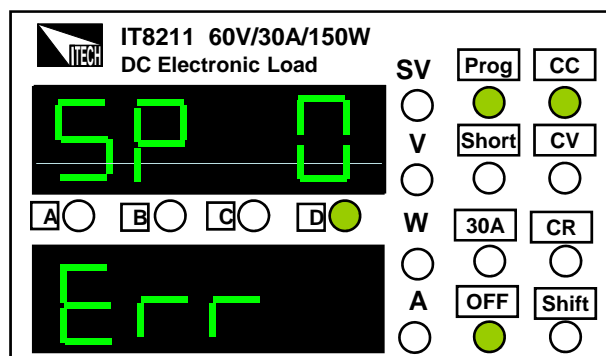 ITECH
IT8211 60V/30A/150W
DC Electronic Load
SV Prog CC
SP 0
V Short CV
A B C D
W 30A CR
Err
A OFF Shift